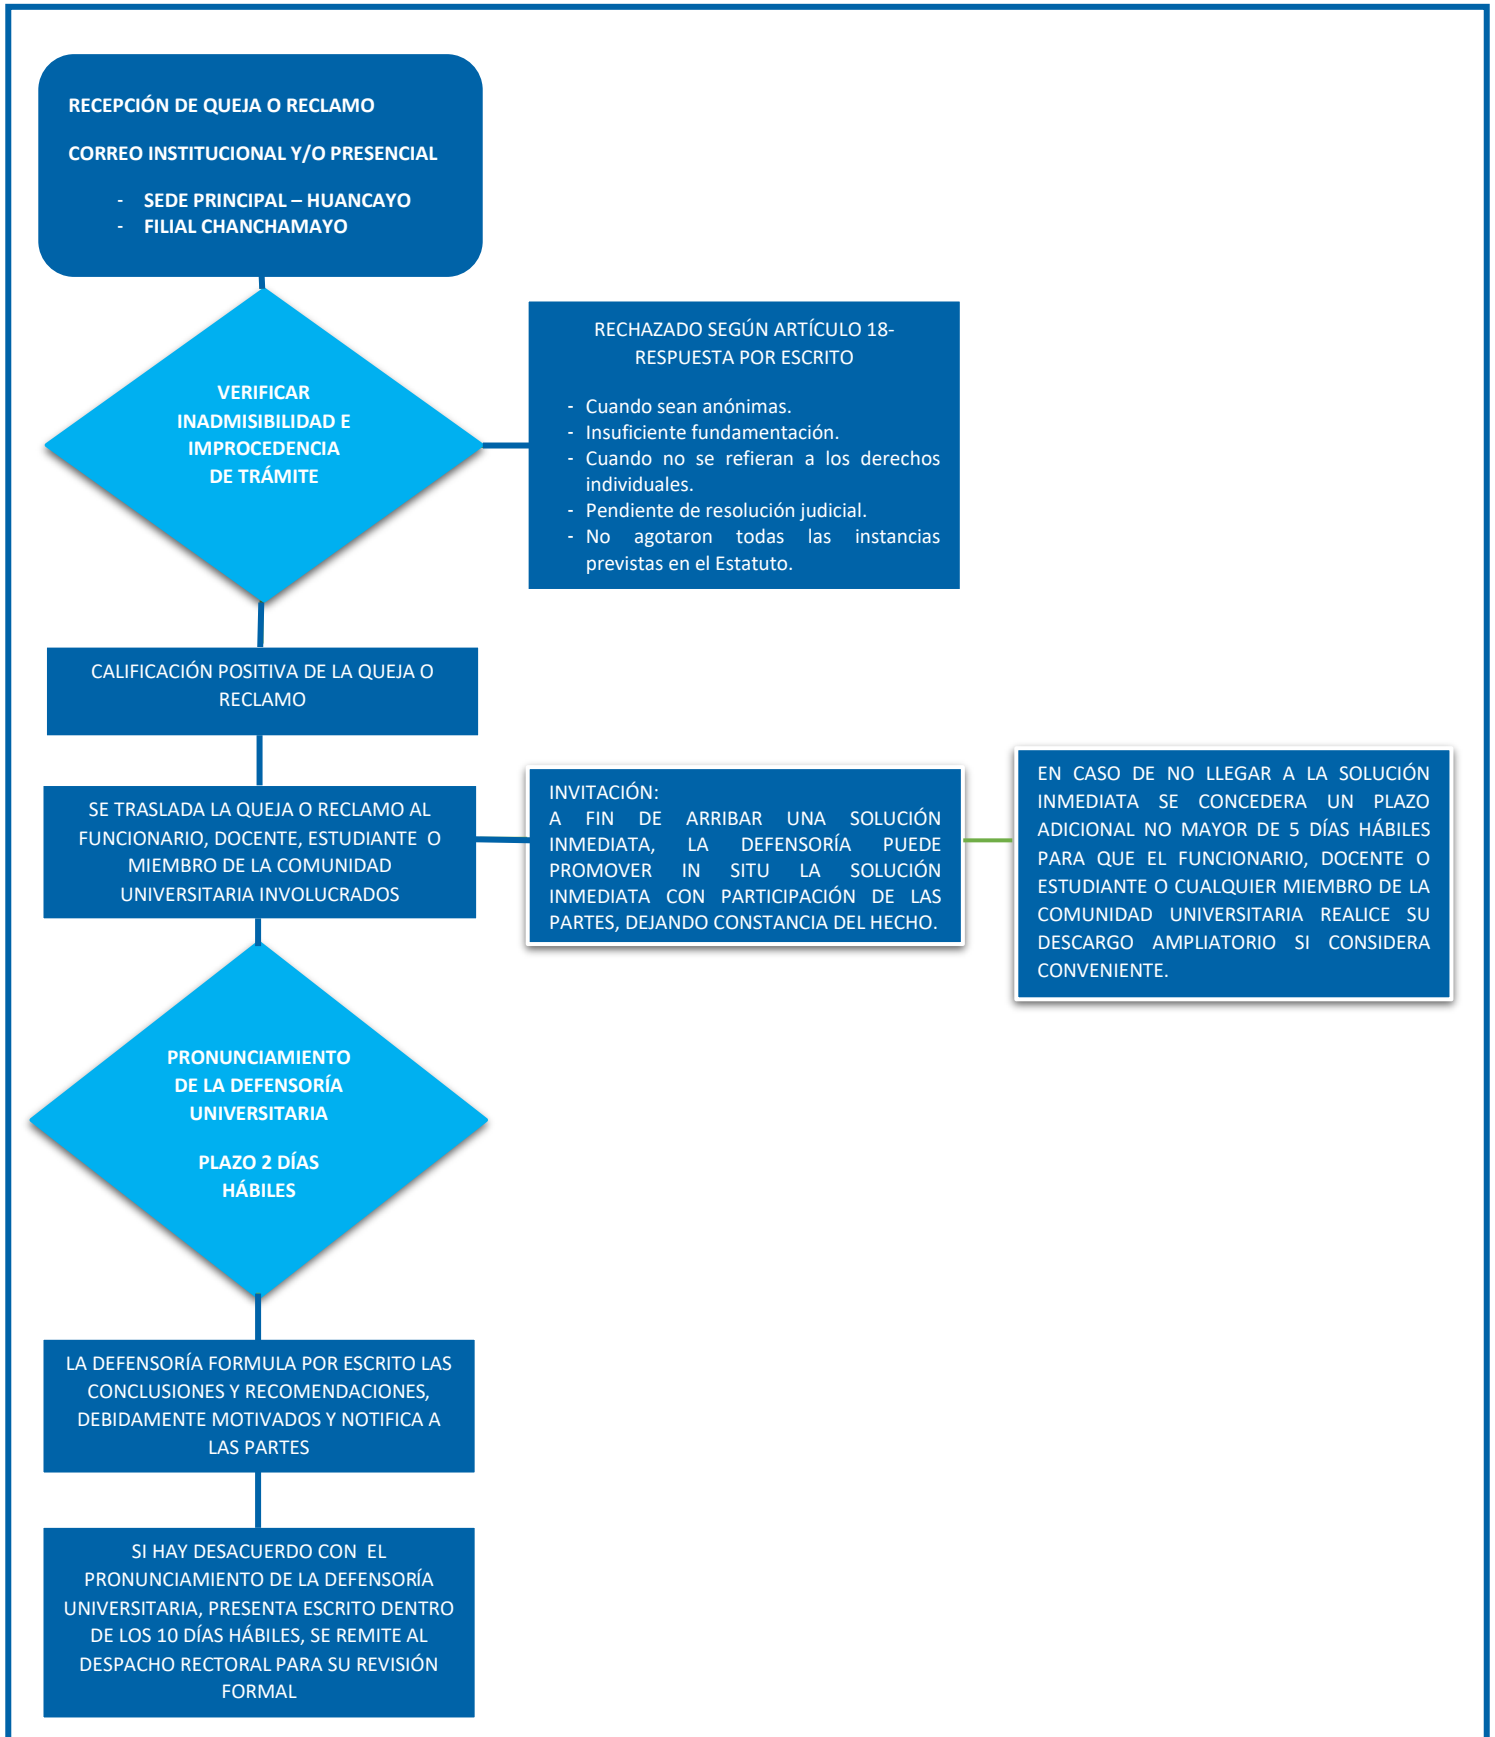 RECEPCIÓN DE QUEJA O RECLAMO
CORREO INSTITUCIONAL Y/O PRESENCIAL
- SEDE PRINCIPAL – HUANCAYO
- FILIAL CHANCHAMAYO
VERIFICAR
INADMISIBILIDAD E
IMPROCEDENCIA
DE TRÁMITE
RECHAZADO SEGÚN ARTÍCULO 18-
RESPUESTA POR ESCRITO
- Cuando sean anónimas.
- Insuficiente fundamentación.
- Cuando no se refieran a los derechos
individuales.
- Pendiente de resolución judicial.
- No agotaron todas las instancias
previstas en el Estatuto.
CALIFICACIÓN POSITIVA DE LA QUEJA O
RECLAMO
SE TRASLADA LA QUEJA O RECLAMO AL
FUNCIONARIO, DOCENTE, ESTUDIANTE O
MIEMBRO DE LA COMUNIDAD
UNIVERSITARIA INVOLUCRADOS
INVITACIÓN:
A FIN DE ARRIBAR UNA SOLUCIÓN
INMEDIATA, LA DEFENSORÍA PUEDE
PROMOVER IN SITU LA SOLUCIÓN
INMEDIATA CON PARTICIPACIÓN DE LAS
PARTES, DEJANDO CONSTANCIA DEL HECHO.
EN CASO DE NO LLEGAR A LA SOLUCIÓN
INMEDIATA SE CONCEDERA UN PLAZO
ADICIONAL NO MAYOR DE 5 DÍAS HÁBILES
PARA QUE EL FUNCIONARIO, DOCENTE O
ESTUDIANTE O CUALQUIER MIEMBRO DE LA
COMUNIDAD UNIVERSITARIA REALICE SU
DESCARGO AMPLIATORIO SI CONSIDERA
CONVENIENTE.
PRONUNCIAMIENTO
DE LA DEFENSORÍA
UNIVERSITARIA
PLAZO 2 DÍAS
HÁBILES
LA DEFENSORÍA FORMULA POR ESCRITO LAS
CONCLUSIONES Y RECOMENDACIONES,
DEBIDAMENTE MOTIVADOS Y NOTIFICA A
LAS PARTES
SI HAY DESACUERDO CON EL
PRONUNCIAMIENTO DE LA DEFENSORÍA
UNIVERSITARIA, PRESENTA ESCRITO DENTRO
DE LOS 10 DÍAS HÁBILES, SE REMITE AL
DESPACHO RECTORAL PARA SU REVISIÓN
FORMAL